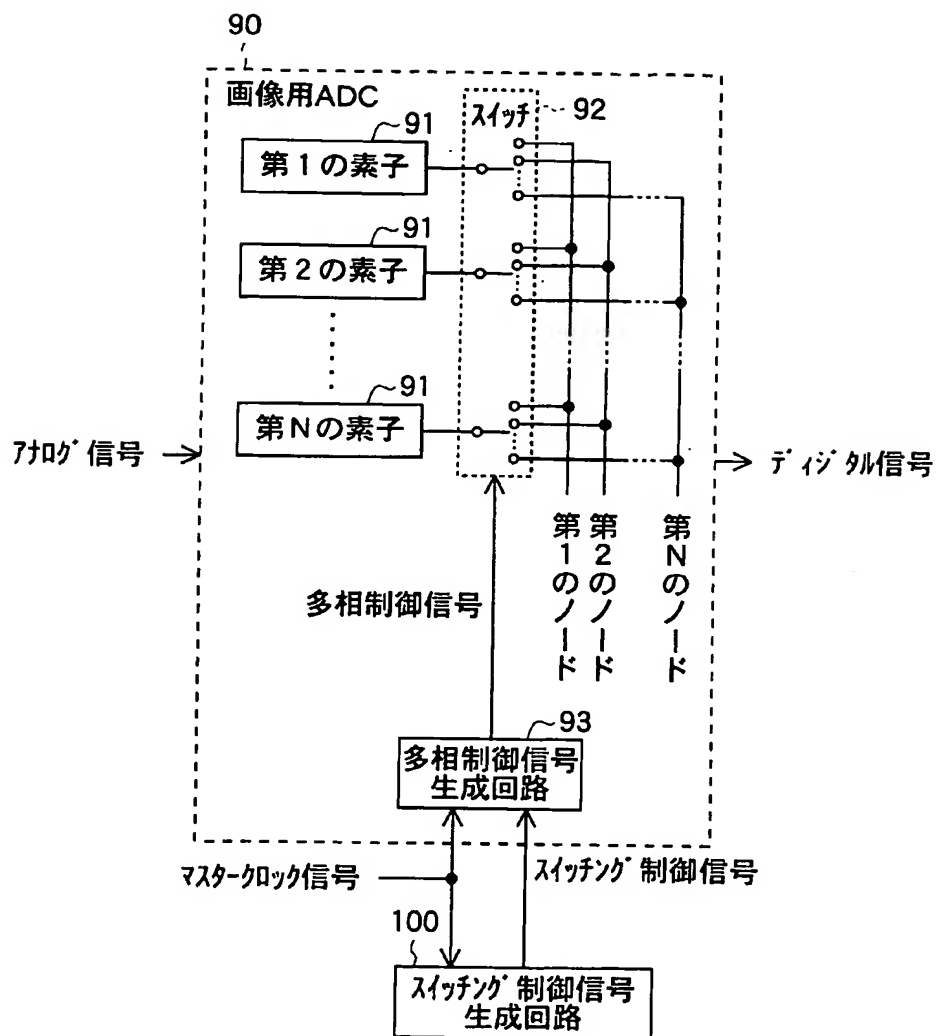 90
画像用ADC
スイッチ
92
91
第1の素子
91
第2の素子
91
第Nの素子
アナログ信号
ディジタル信号
第1のノード
第2のノード
第Nのノード
多相制御信号
93
多相制御信号
生成回路
マスタークロック信号
スイッチング制御信号
100
スイッチング制御信号
生成回路